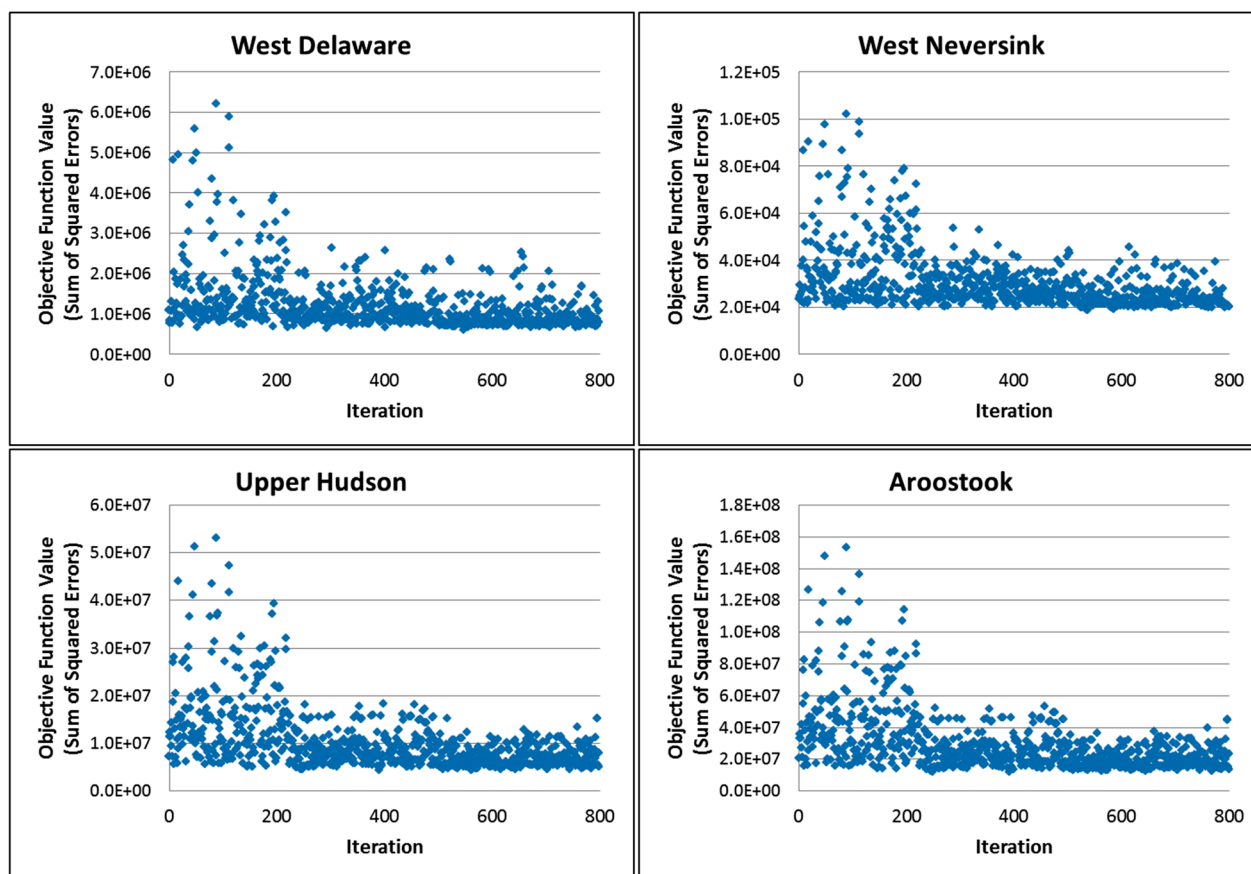 West Delaware
Objective Function Value
(Sum of Squared Errors)
7.0E+06
6.0E+06
5.0E+06
4.0E+06
3.0E+06
2.0E+06
1.0E+06
0.0E+00
0 200 400 600 800
Iteration
West Neversink
Objective Function Value
(Sum of Squared Errors)
1.2E+05
1.0E+05
8.0E+04
6.0E+04
4.0E+04
2.0E+04
0.0E+00
0 200 400 600 800
Iteration
Upper Hudson
Objective Function Value
(Sum of Squared Errors)
6.0E+07
5.0E+07
4.0E+07
3.0E+07
2.0E+07
1.0E+07
0.0E+00
0 200 400 600 800
Iteration
Aroostook
Objective Function Value
(Sum of Squared Errors)
1.8E+08
1.6E+08
1.4E+08
1.2E+08
1.0E+08
8.0E+07
6.0E+07
4.0E+07
2.0E+07
0.0E+00
0 200 400 600 800
Iteration